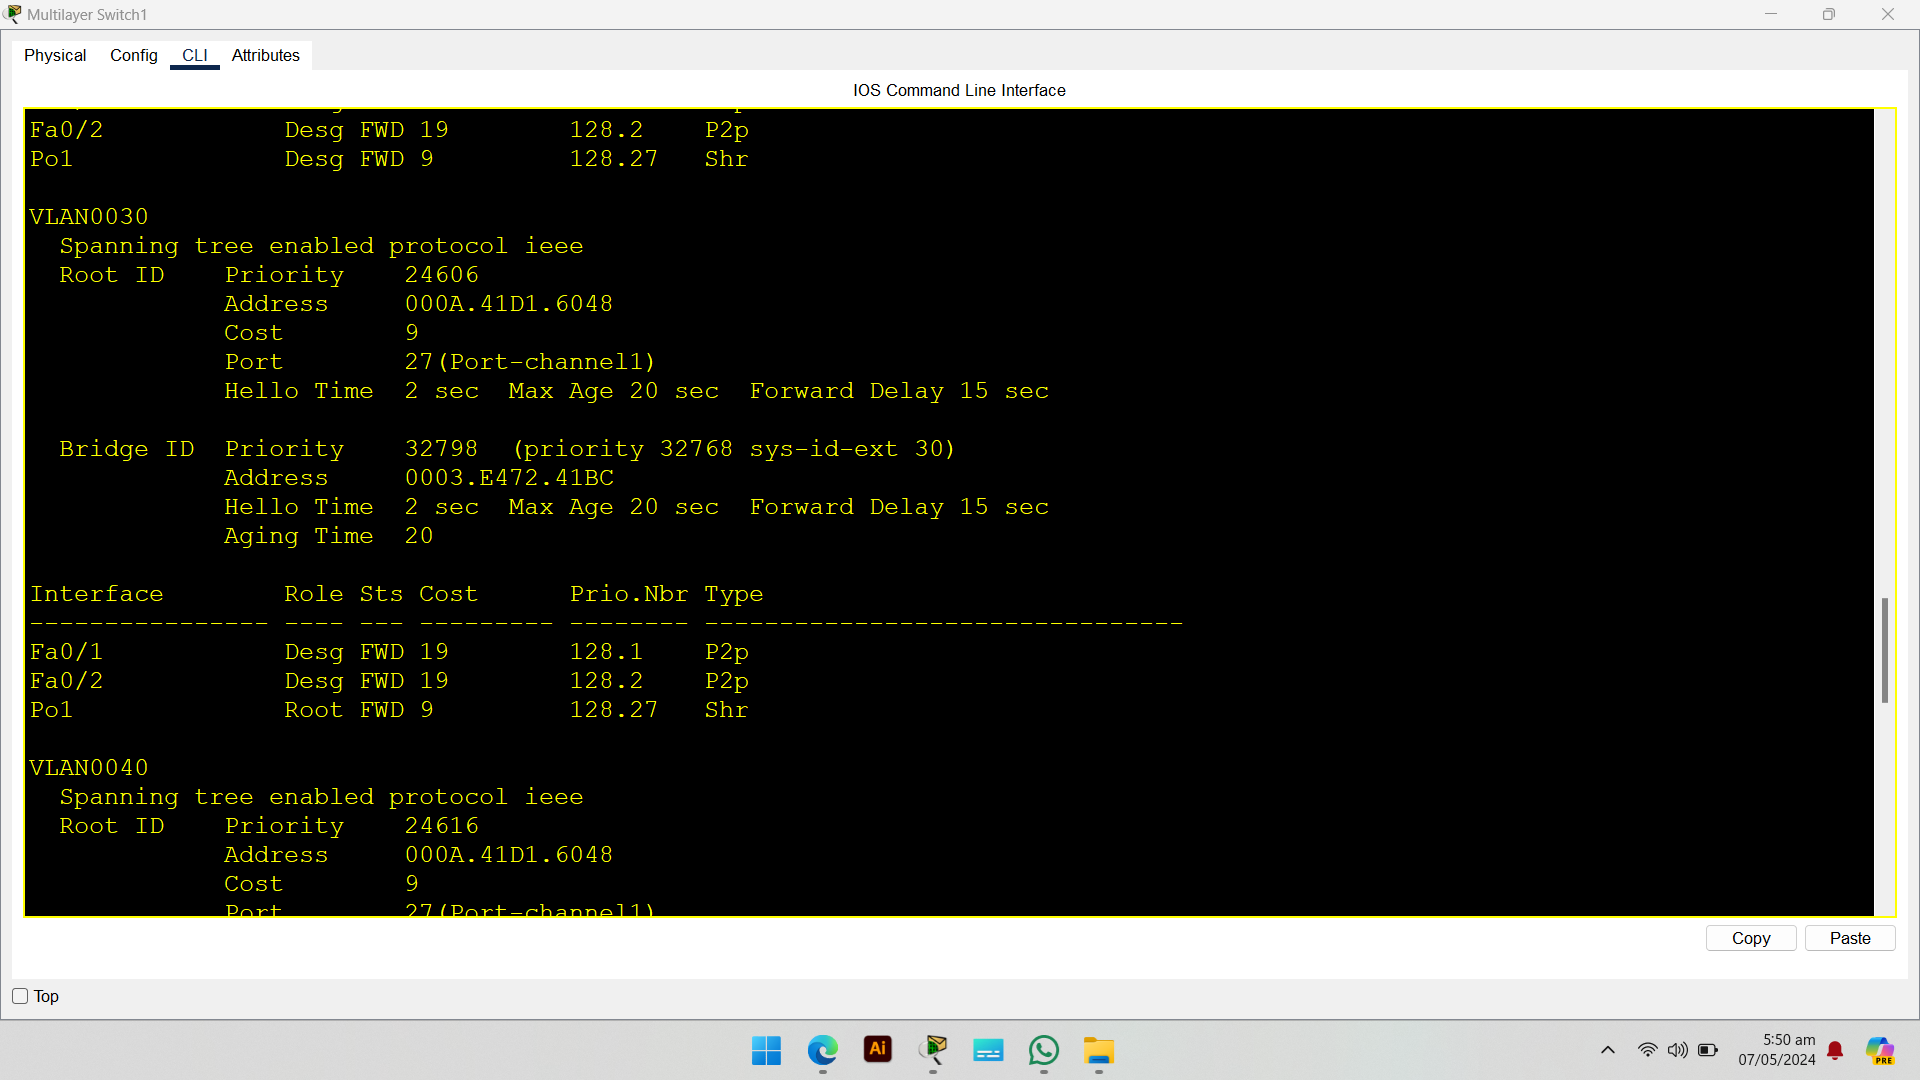 Multilayer Switch1
Physical Config CLI Attributes
IOS Command Line Interface
Fa0/2            Desg FWD 19        128.2    P2p
Po1              Desg FWD 9         128.27   Shr
VLAN0030
  Spanning tree enabled protocol ieee
  Root ID    Priority    24606
             Address     000A.41D1.6048
             Cost        9
             Port        27(Port-channel1)
             Hello Time  2 sec  Max Age 20 sec  Forward Delay 15 sec
  Bridge ID  Priority    32798  (priority 32768 sys-id-ext 30)
             Address     0003.E472.41BC
             Hello Time  2 sec  Max Age 20 sec  Forward Delay 15 sec
             Aging Time  20
Interface        Role Sts Cost      Prio.Nbr Type
---------------- ---- --- --------- -------- --------------------------------
Fa0/1            Desg FWD 19        128.1    P2p
Fa0/2            Desg FWD 19        128.2    P2p
Po1              Root FWD 9         128.27   Shr
VLAN0040
  Spanning tree enabled protocol ieee
  Root ID    Priority    24616
             Address     000A.41D1.6048
             Cost        9
             Port        27(Port-channel1)
Copy Paste
Top
Ai
5:50 am
07/05/2024
PRE